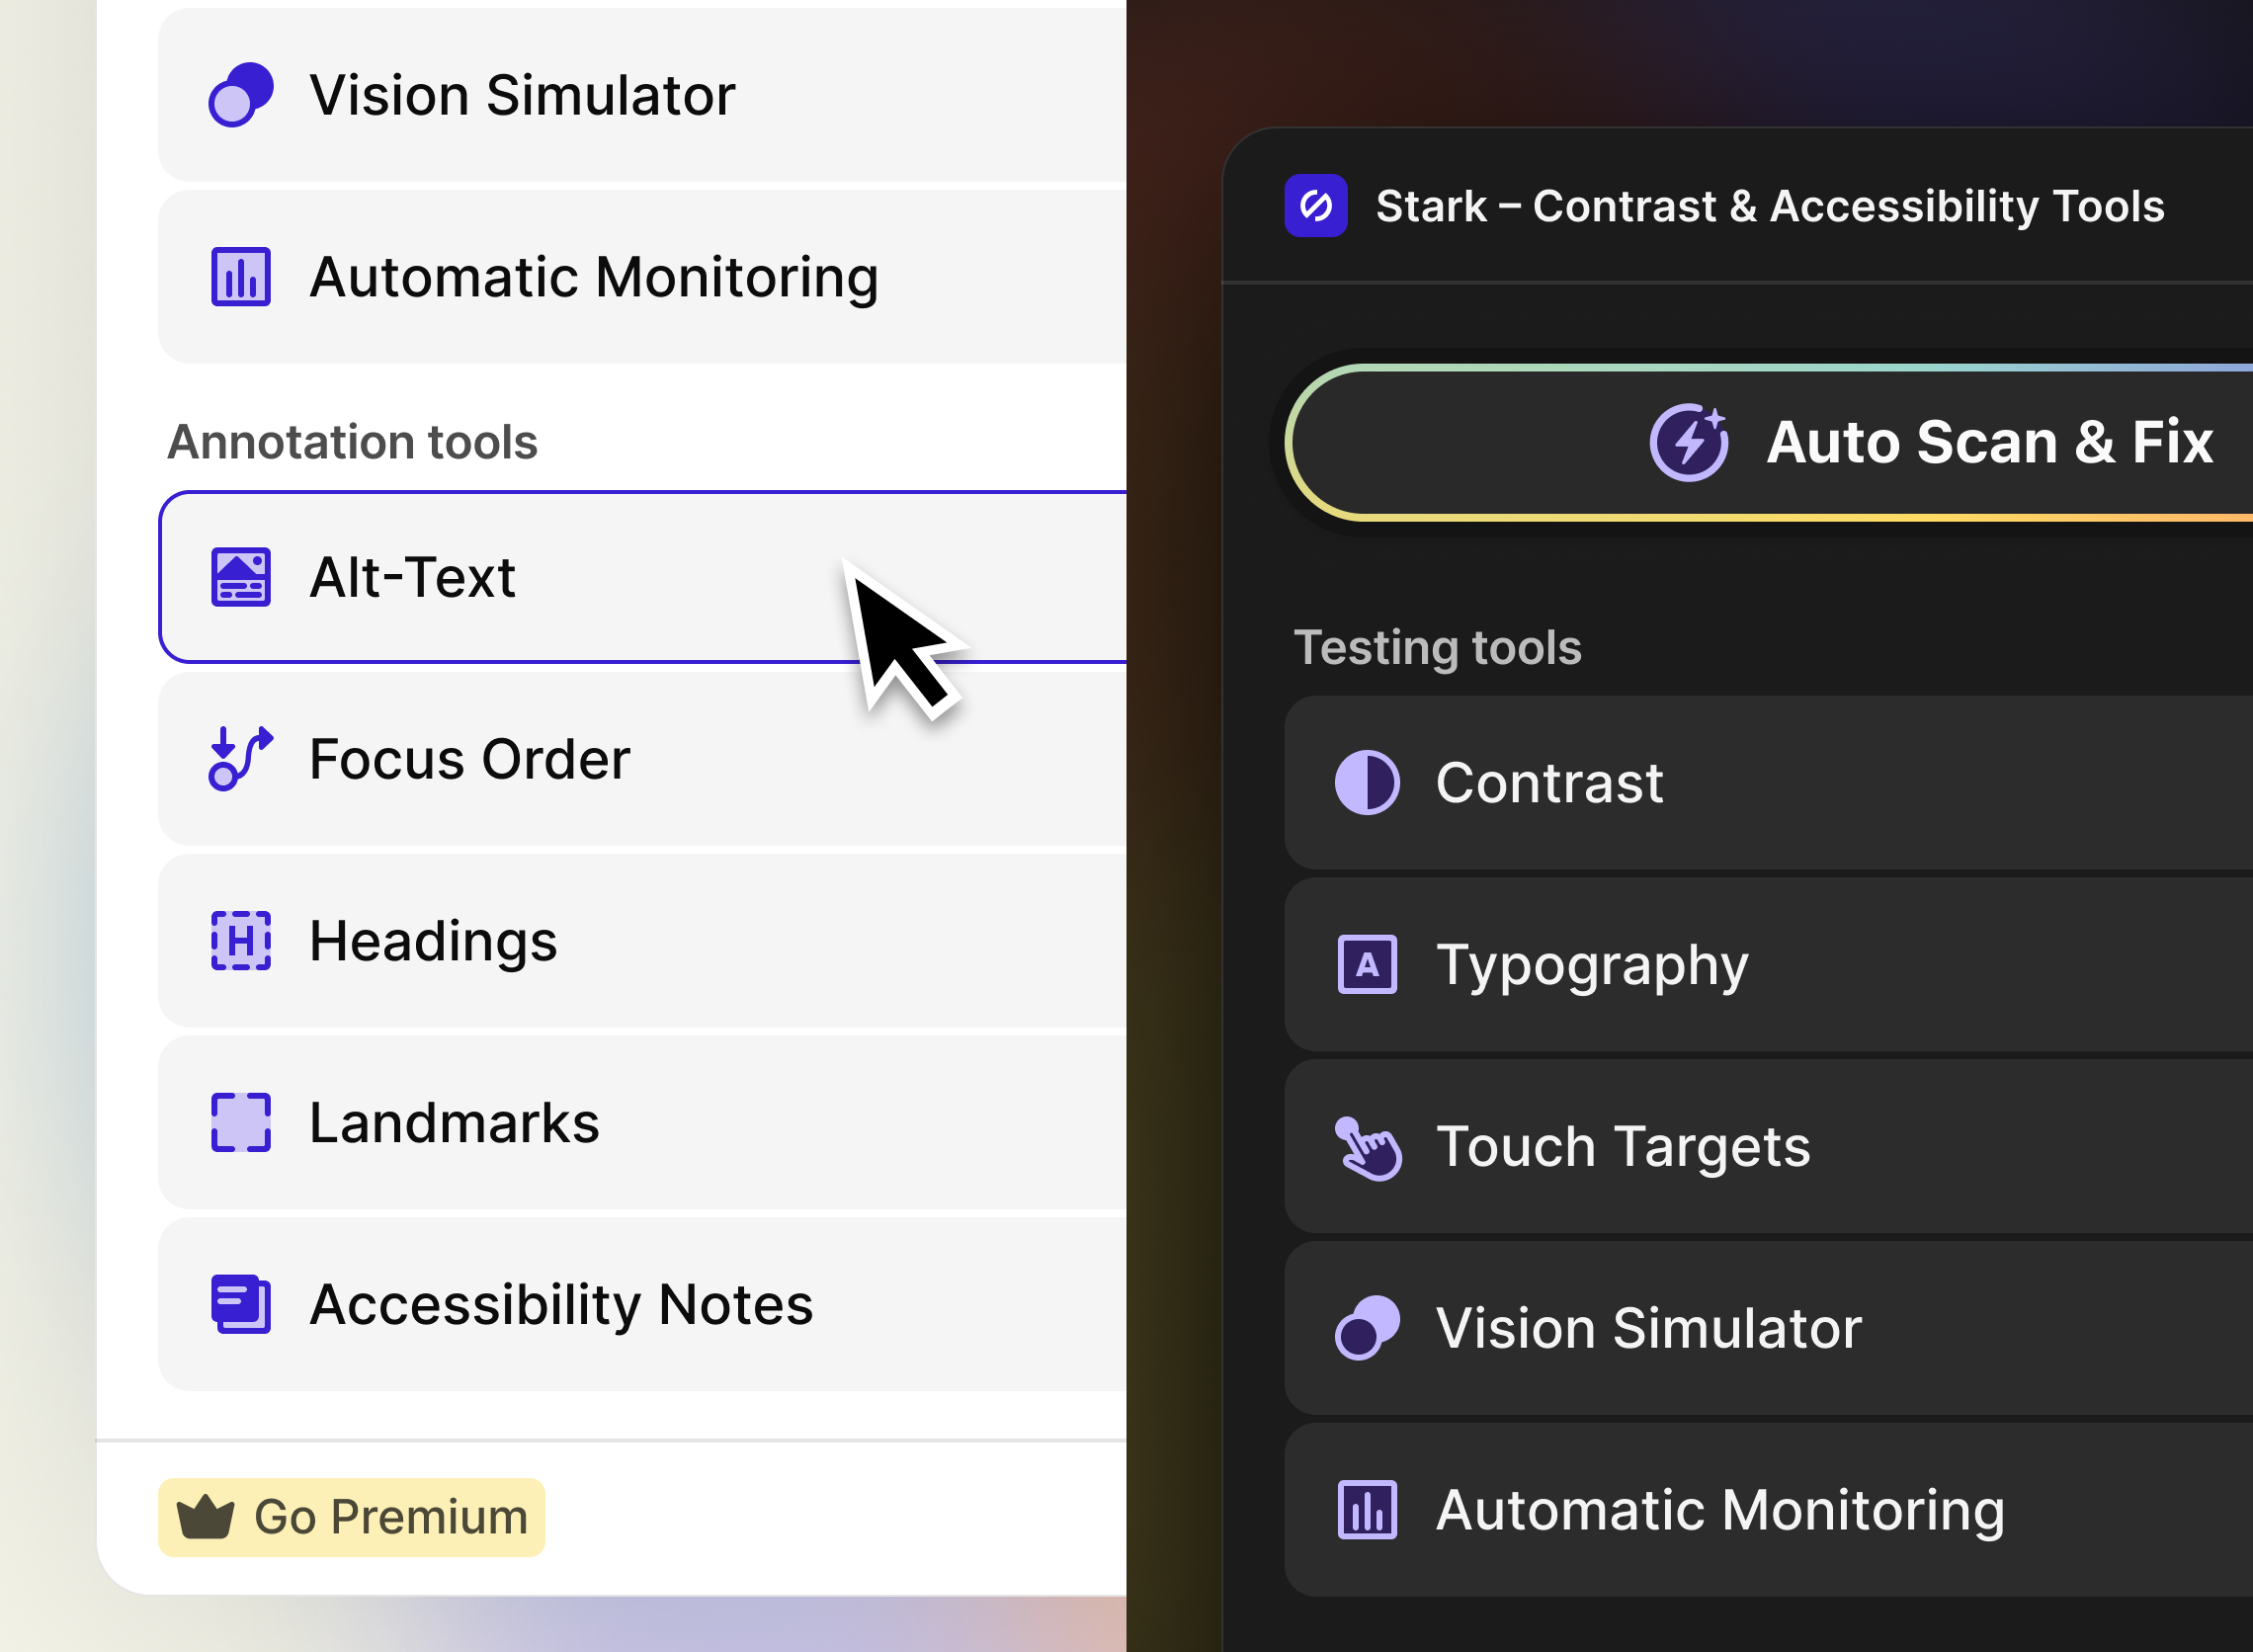 Vision Simulator
Automatic Monitoring
Annotation tools
Alt-Text
Focus Order
H
Headings
Landmarks
Accessibility Notes
Go Premium
Stark – Contrast & Accessibility Tools
Auto Scan & Fix
Testing tools
Contrast
A
Typography
Touch Targets
Vision Simulator
Automatic Monitoring